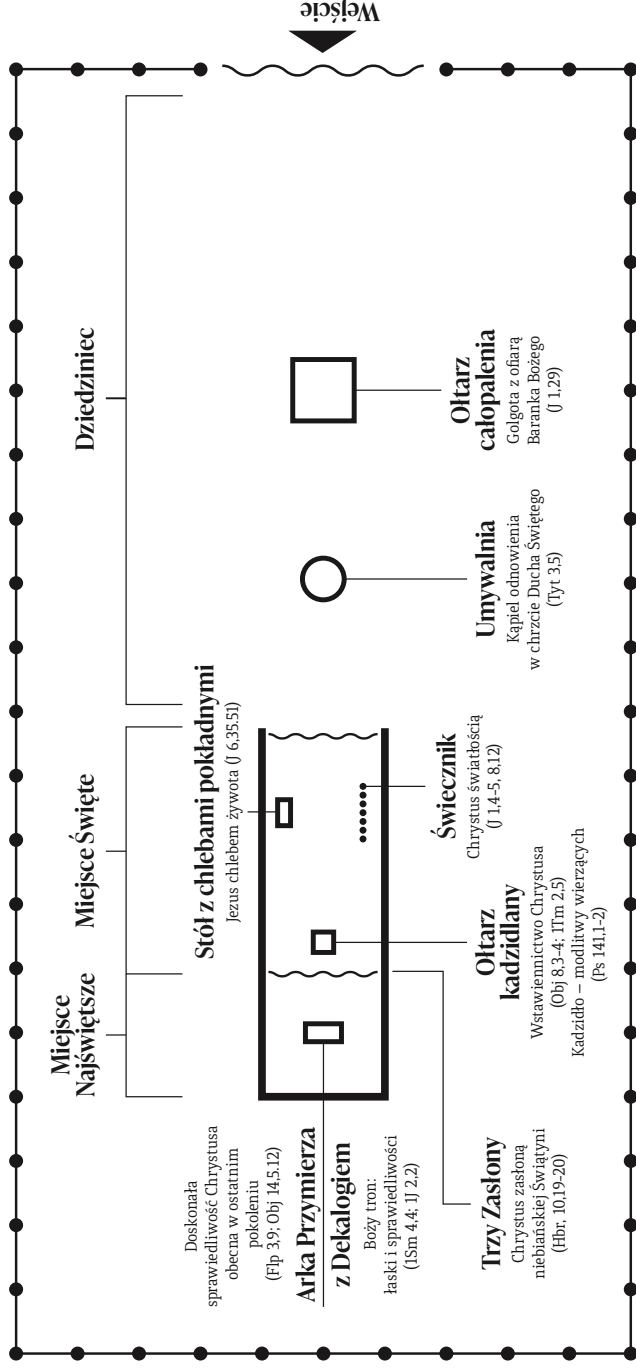 Wejście
Dziedziniec
Miejsce Święte
Miejsce
Najświętsze
Stół z chlebami pokładnymi
Jezus chlebem żywota (J 6,35.51)
Doskonała
sprawiedliwość Chrystusa
obecna w ostatnim
pokoleniu
(Flp 3,9; Obj 14,5.12)
Arka Przymierza
z Dekalogiem
Boży tron:
łaski i sprawiedliwości
(1Sm 4,4; 1J 2,2)
Trzy Zasłony
Chrystus zasłoną
niebiańskiej Świątyni
(Hbr, 10,19-20)
Ołtarz
kadzidlany
Wstawiennictwo Chrystusa
(Obj 8,3-4; 1Tm 2,5)
Kadzidło – modlitwy wierzących
(Ps 141,1-2)
Świecznik
Chrystus światłością
(J 1,4-5, 8,12)
Umywalnia
Kąpiel odnowienia
w chrzcie Ducha Świętego
(Tyt 3,5)
Ołtarz
całopalenia
Golgota z ofiarą
Baranka Bożego
(J 1,29)